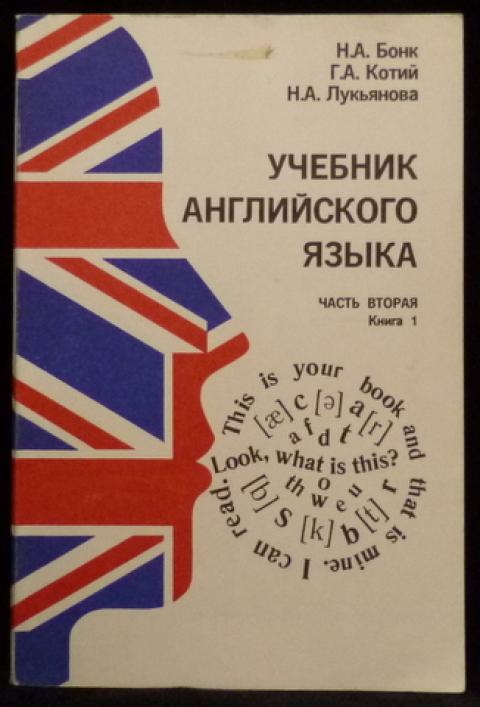 Н.А. Бонк
Г.А. Котий
Н.А. Лукьянова
УЧЕБНИК
АНГЛИЙСКОГО
ЯЗЫКА
ЧАСТЬ ВТОРАЯ
Книга 1
This is your book and that is mine. I can read.
[æ] c [ə] a [r]
a f d t
Look, what is this?
o
th w e u r
[b] s [k] b [t]